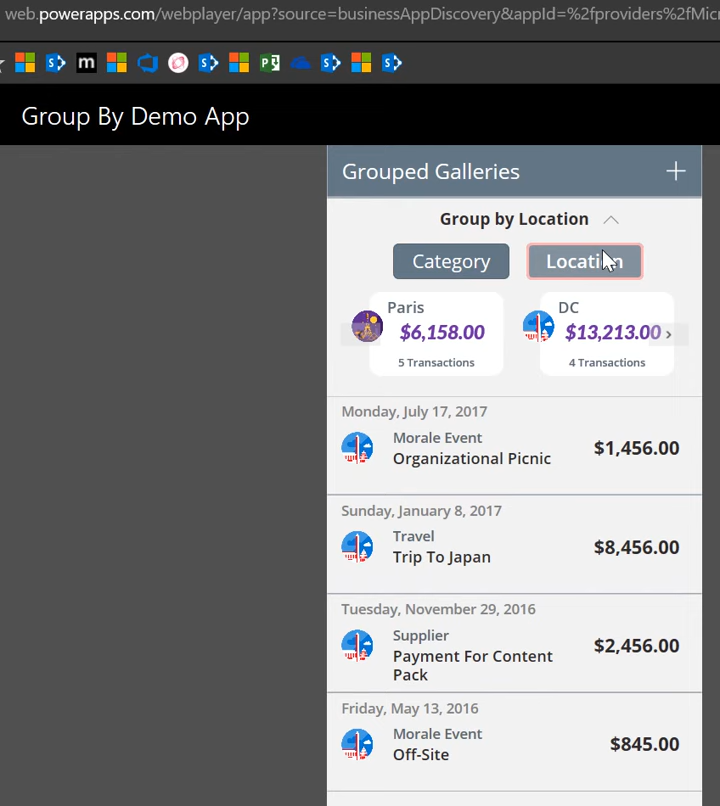 web.powerapps.com/webplayer/app?source=businessAppDiscovery&appId=%2fproviders%2fMicr
S
m
S
P
S
S
Group By Demo App
Grouped Galleries
Group by Location
Category
Location
Paris
$6,158.00
5 Transactions
DC
$13,213.00
4 Transactions
Monday, July 17, 2017
Morale Event
Organizational Picnic
$1,456.00
Sunday, January 8, 2017
Travel
Trip To Japan
$8,456.00
Tuesday, November 29, 2016
Supplier
Payment For Content
Pack
$2,456.00
Friday, May 13, 2016
Morale Event
Off-Site
$845.00